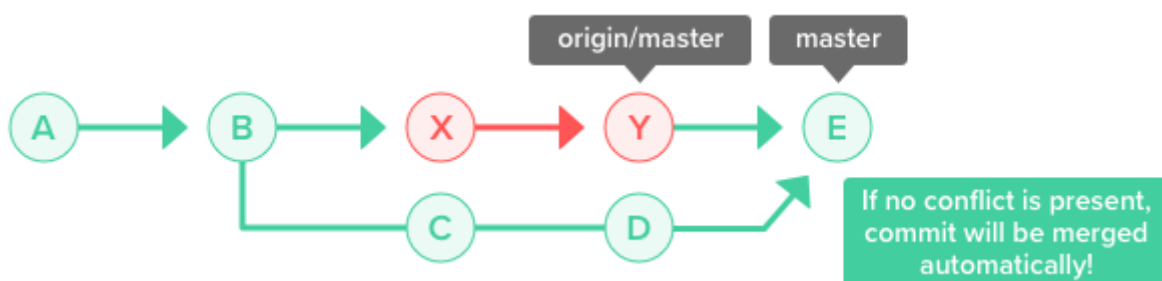 origin/master
master
A
B
X
Y
E
C
D
If no conflict is present,
commit will be merged
automatically!